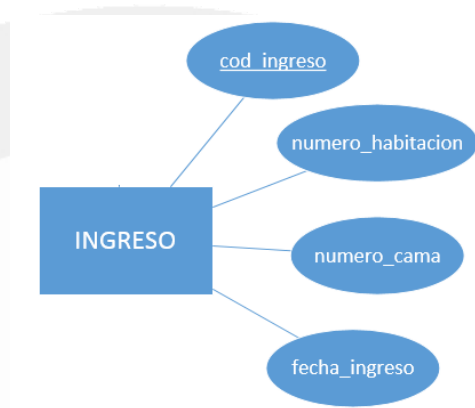 cod_ingreso
numero_habitacion
INGRESO
numero_cama
fecha_ingreso